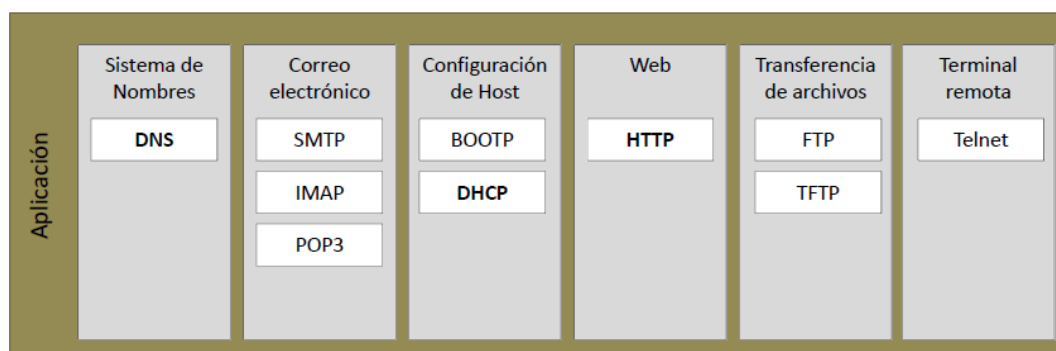 Aplicación
Sistema de
Nombres
DNS
Correo
electrónico
SMTP
IMAP
POP3
Configuración
de Host
BOOTP
DHCP
Web
HTTP
Transferencia
de archivos
FTP
TFTP
Terminal
remota
Telnet